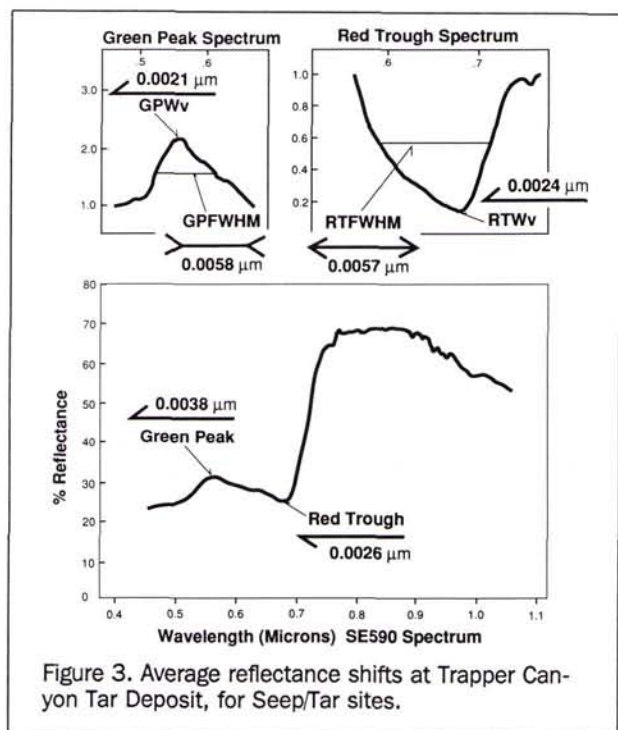 Green Peak Spectrum
.5 .6
0.0021 µm
GPWv
3.0
2.0
1.0
GPFWHM
0.0058 µm
Red Trough Spectrum
.6 .7
1.0
0.8
0.6
0.4
0.2
0.0024 µm
RTFWHM
RTWv
0.0057 µm
80
70
60
50
40
30
20
10
0
% Reflectance
0.0038 µm
Green Peak
Red Trough
0.0026 µm
0.4 0.5 0.6 0.7 0.8 0.9 1.0 1.1
Wavelength (Microns) SE590 Spectrum
Figure 3. Average reflectance shifts at Trapper Can-
yon Tar Deposit, for Seep/Tar sites.